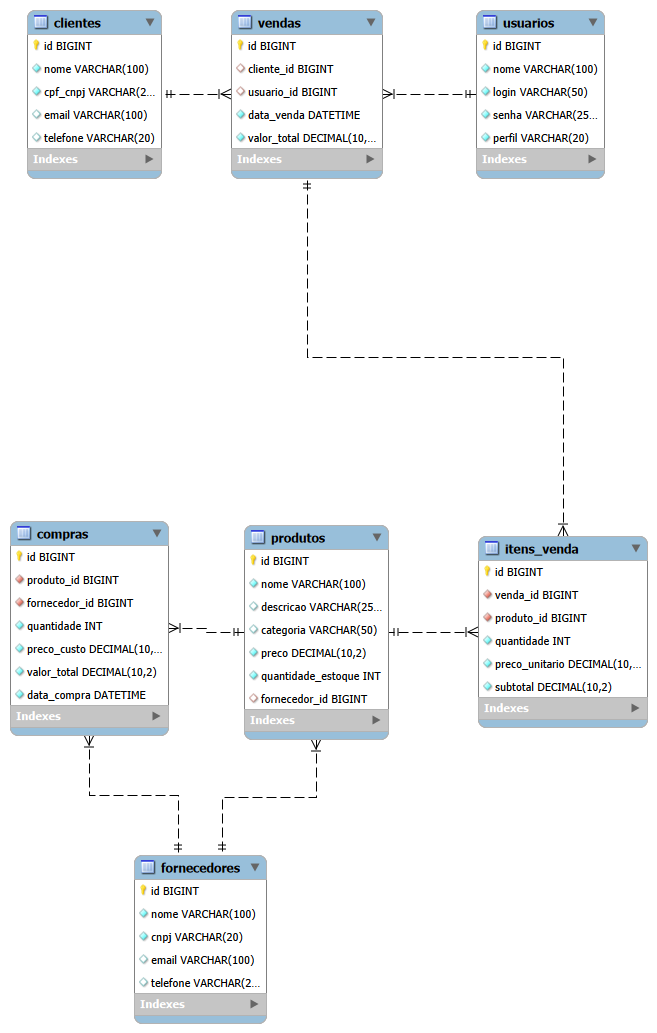 clientes
id BIGINT
nome VARCHAR(100)
cpf_cnpj VARCHAR(2...
email VARCHAR(100)
telefone VARCHAR(20)
Indexes
vendas
id BIGINT
cliente_id BIGINT
usuario_id BIGINT
data_venda DATETIME
valor_total DECIMAL(10,...
Indexes
usuarios
id BIGINT
nome VARCHAR(100)
login VARCHAR(50)
senha VARCHAR(25...
perfil VARCHAR(20)
Indexes
compras
id BIGINT
produto_id BIGINT
fornecedor_id BIGINT
quantidade INT
preco_custo DECIMAL(10,...
valor_total DECIMAL(10,2)
data_compra DATETIME
Indexes
produtos
id BIGINT
nome VARCHAR(100)
descricao VARCHAR(25...
categoria VARCHAR(50)
preco DECIMAL(10,2)
quantidade_estoque INT
fornecedor_id BIGINT
Indexes
itens_venda
id BIGINT
venda_id BIGINT
produto_id BIGINT
quantidade INT
preco_unitario DECIMAL(10,...
subtotal DECIMAL(10,2)
Indexes
fornecedores
id BIGINT
nome VARCHAR(100)
cnpj VARCHAR(20)
email VARCHAR(100)
telefone VARCHAR(2...
Indexes